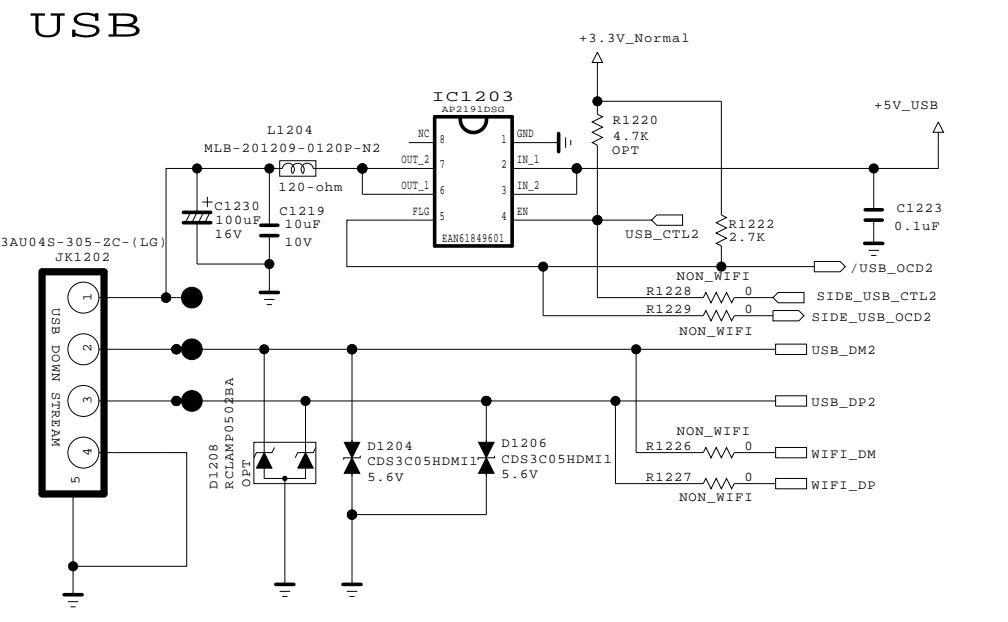 USB
+3.3V_Normal
IC1203
AP2191DSG
+5V_USB
R1220
4.7K
OPT
L1204
MLB-201209-0120P-N2
120-ohm
NC
8
1
GND
OUT_2
7
2
IN_1
OUT_1
6
3
IN_2
FLG
5
4
EN
EAN61849601
C1230
100uF
16V
C1219
10uF
10V
USB_CTL2
R1222
2.7K
C1223
0.1uF
3AU04S-305-ZC-(LG)
JK1202
/USB_OCD2
NON_WIFI
R1228
0
SIDE_USB_CTL2
R1229
0
SIDE_USB_OCD2
NON_WIFI
1
2
3
4
5
USB DOWN STREAM
USB_DM2
USB_DP2
D1208
RCLAMP0502BA
OPT
D1204
CDS3C05HDMI1
5.6V
D1206
CDS3C05HDMI1
5.6V
NON_WIFI
R1226
0
WIFI_DM
R1227
0
WIFI_DP
NON_WIFI